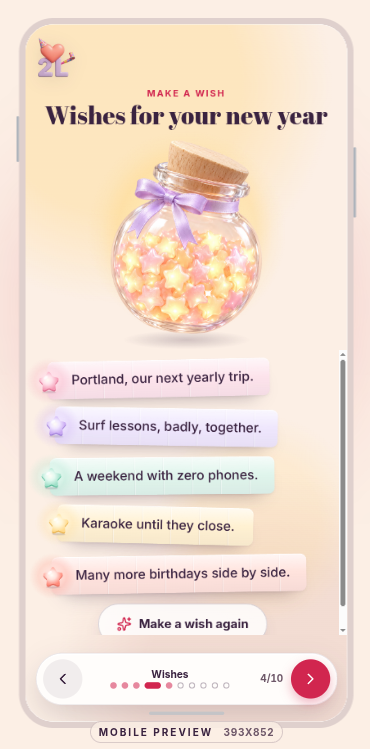 2L
MAKE A WISH
Wishes for your new year
Portland, our next yearly trip.
Surf lessons, badly, together.
A weekend with zero phones.
Karaoke until they close.
Many more birthdays side by side.
Make a wish again
Wishes
4/10
MOBILE PREVIEW 393X852